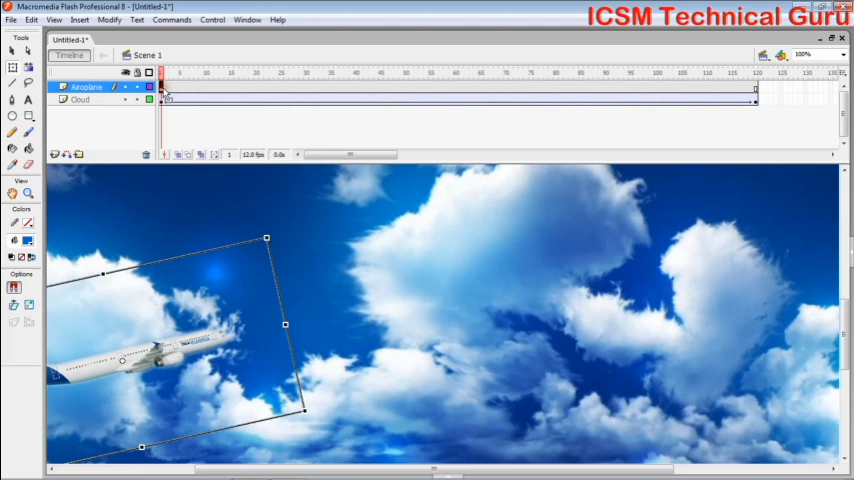 Macromedia Flash Professional 8 - [Untitled-1*]
ICSM Technical Guru
File Edit View Insert Modify Text Commands Control Window Help
Tools
Untitled-1*
Timeline
Scene 1
100%
5 10 15 20 25 30 35 40 45 50 55 60 65 70 75 80 85 90 95 100 105 110 115 120 125 130 135
Airoplane
Cloud
1 12.0 fps 0.0s
View
Colors
Options